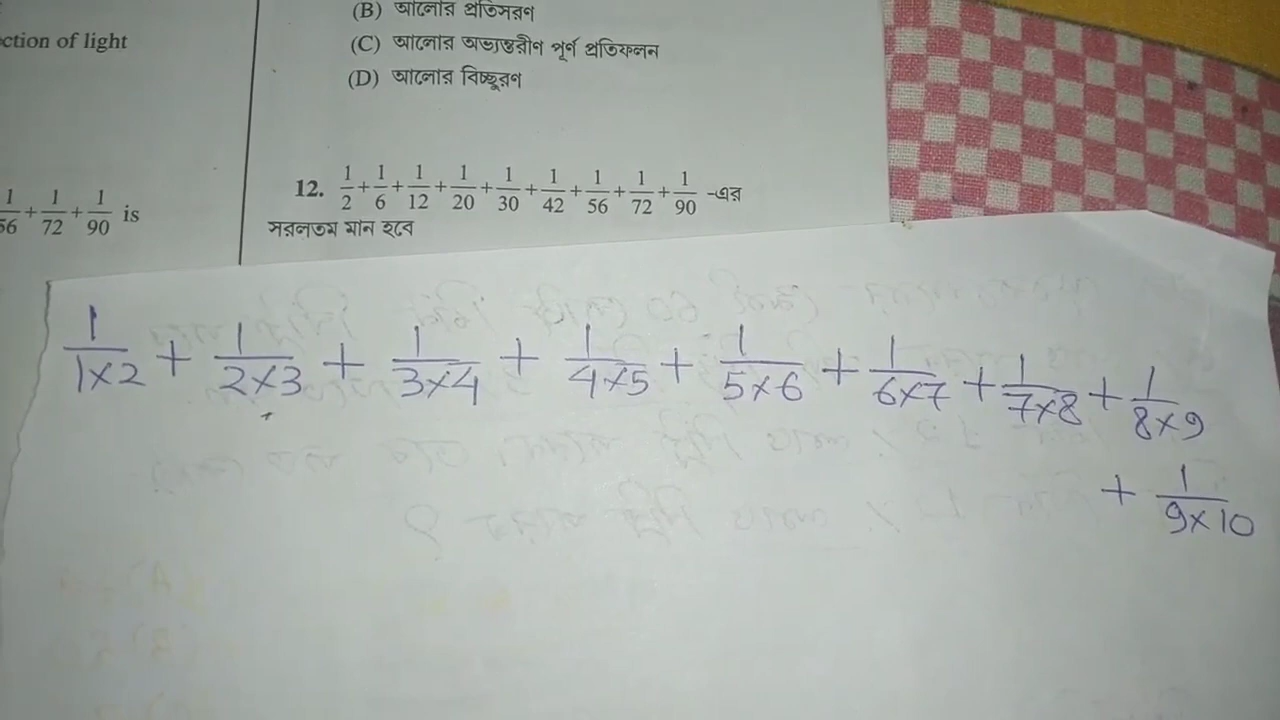 (B) আলোর প্রতিসরণ
ction of light
(C) আলোর অভ্যন্তরীণ পূর্ণ প্রতিফলন
(D) আলোর বিচ্ছুরণ
12. 1/2 + 1/6 + 1/12 + 1/20 + 1/30 + 1/42 + 1/56 + 1/72 + 1/90 -এর
সরলতম মান হবে
1/56 + 1/72 + 1/90 is
1/1×2 + 1/2×3 + 1/3×4 + 1/4×5 + 1/5×6 + 1/6×7 + 1/7×8 + 1/8×9
+ 1/9×10